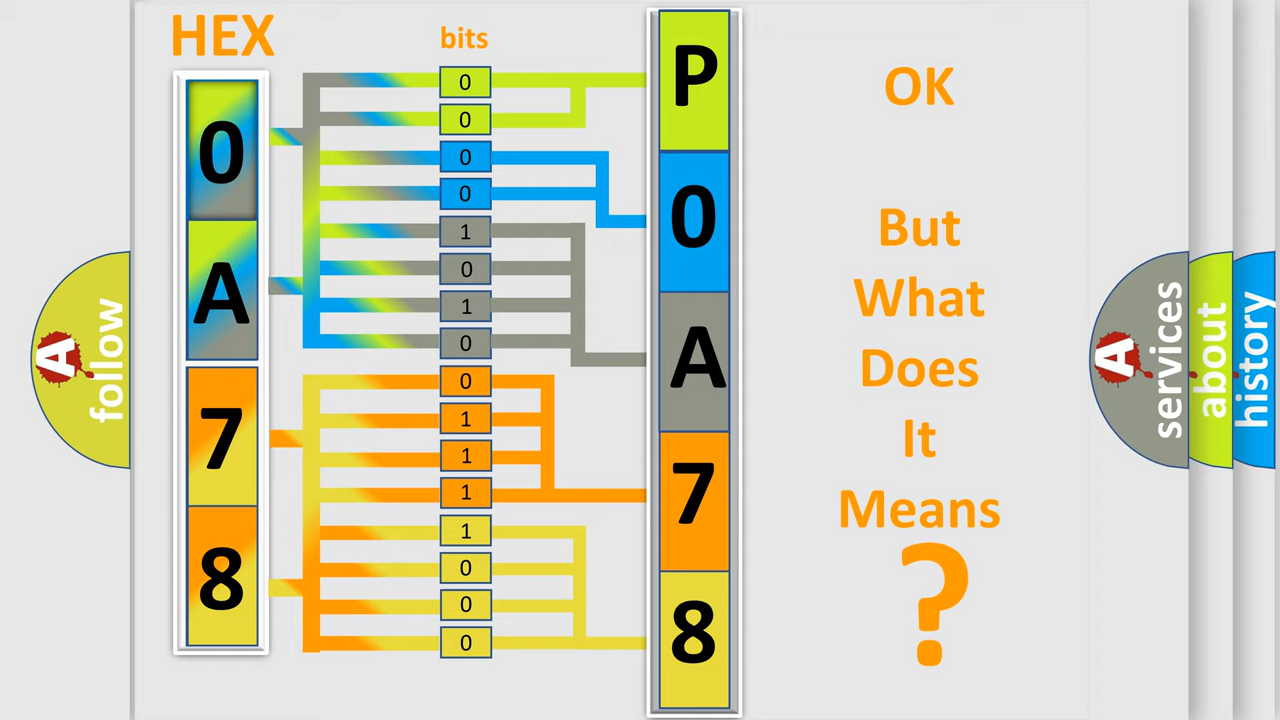 HEX
bits
0
A
7
8
0
0
0
0
1
0
1
0
0
1
1
1
1
0
0
0
P
0
A
7
8
OK
But
What
Does
It
Means
?
A
follow
A
services
about
history